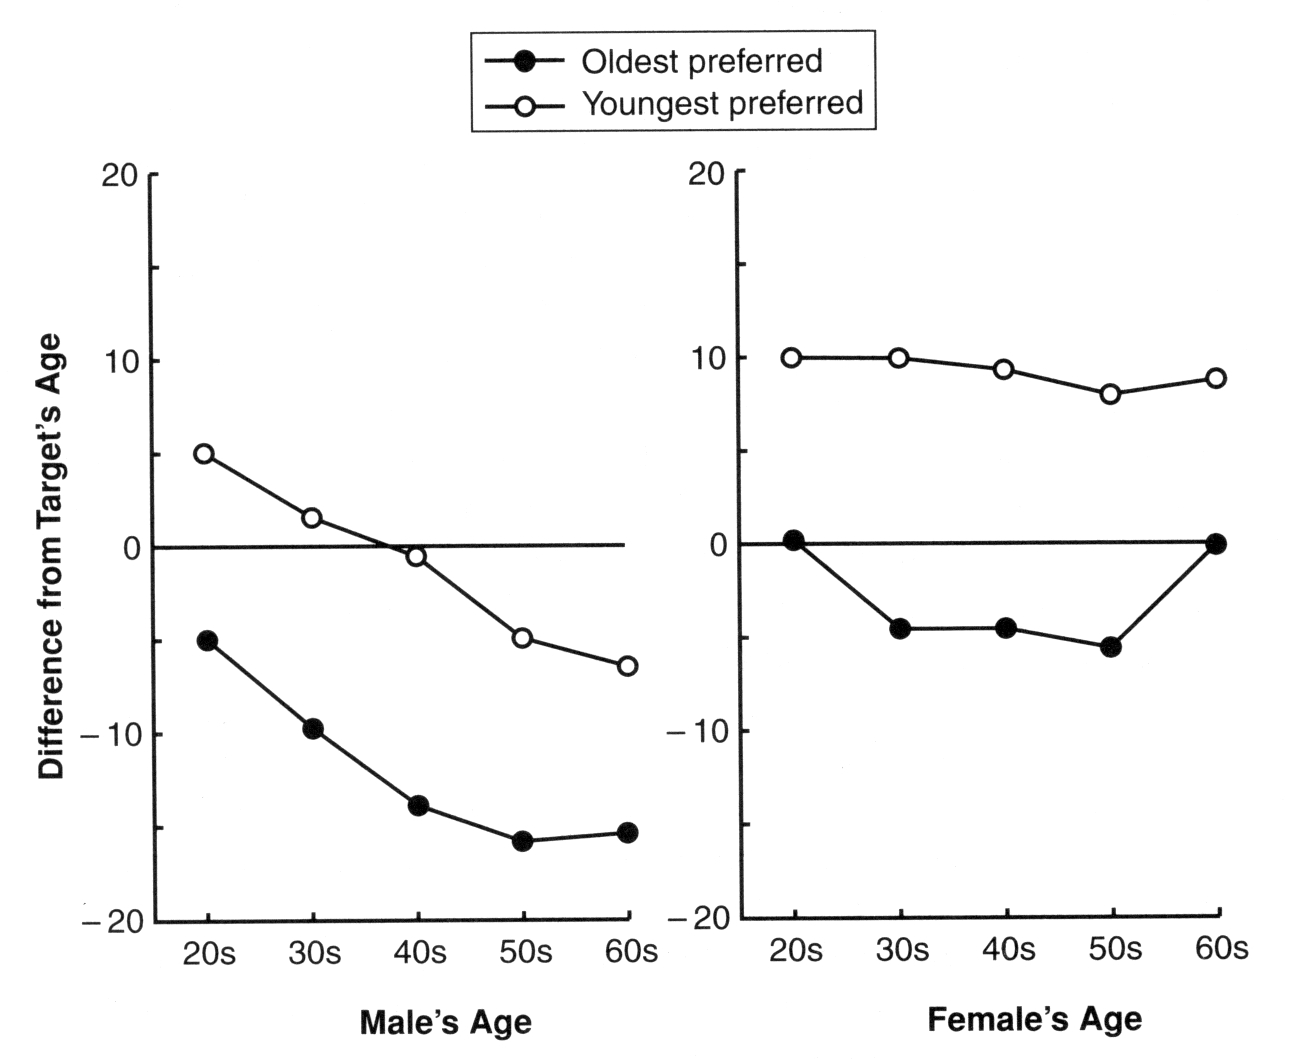 Oldest preferred
Youngest preferred
20
10
0
– 10
– 20
20s 30s 40s 50s 60s
Male's Age
Difference from Target's Age
20
10
0
– 10
– 20
20s 30s 40s 50s 60s
Female's Age